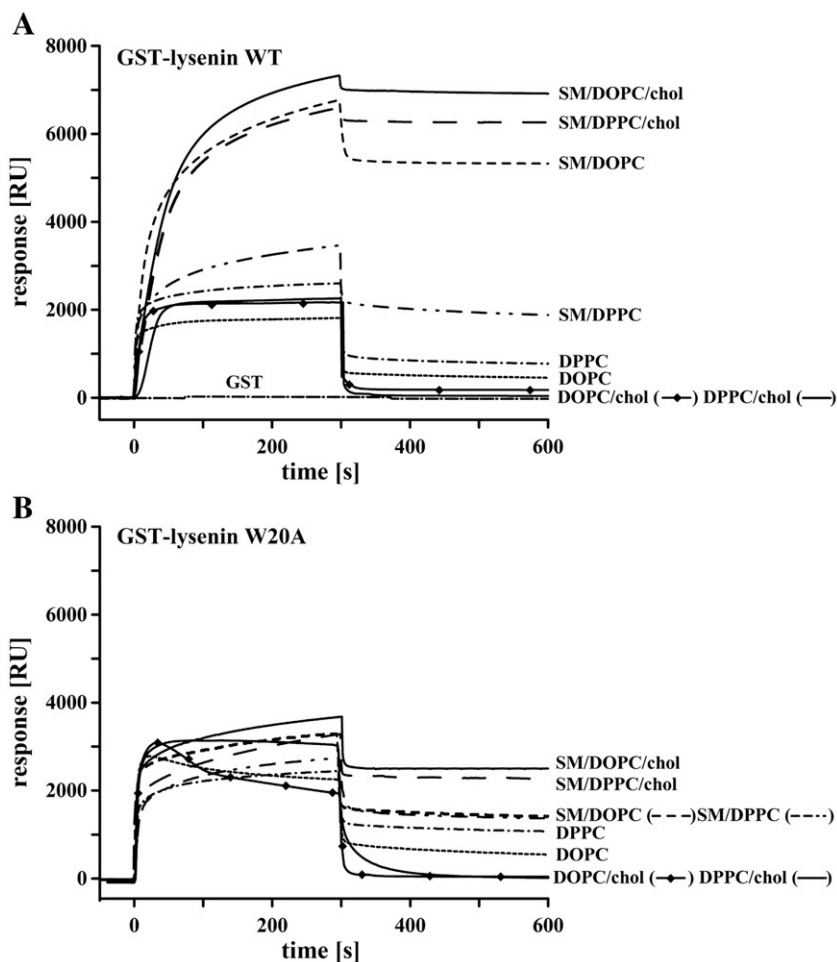 A
GST-lysenin WT
response [RU]
8000
6000
4000
2000
0
SM/DOPC/chol
SM/DPPC/chol
SM/DOPC
SM/DPPC
DPPC
DOPC
GST
DOPC/chol ( ) DPPC/chol ( )
0 200 400 600
time [s]
B
GST-lysenin W20A
response [RU]
8000
6000
4000
2000
0
SM/DOPC/chol
SM/DPPC/chol
SM/DOPC ( ) SM/DPPC ( )
DPPC
DOPC
DOPC/chol ( ) DPPC/chol ( )
0 200 400 600
time [s]